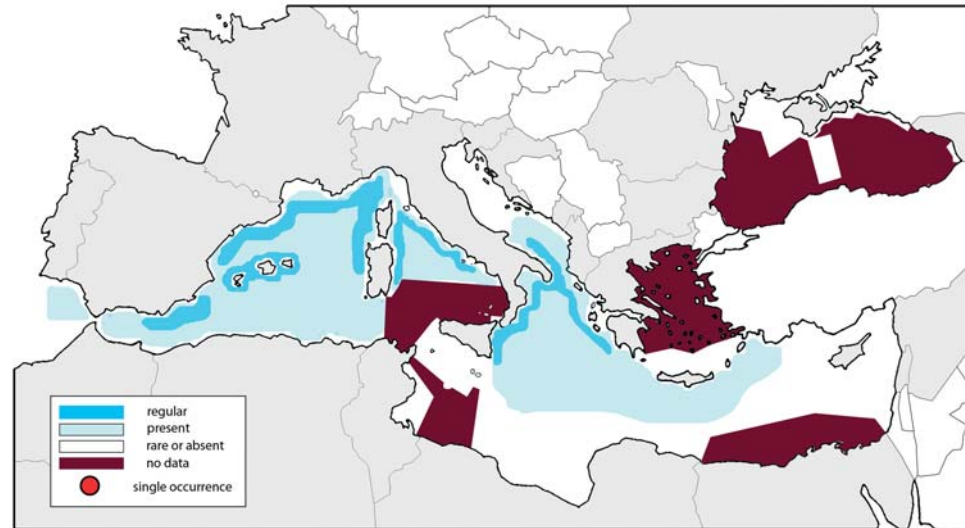 regular
present
rare or absent
no data
single occurrence